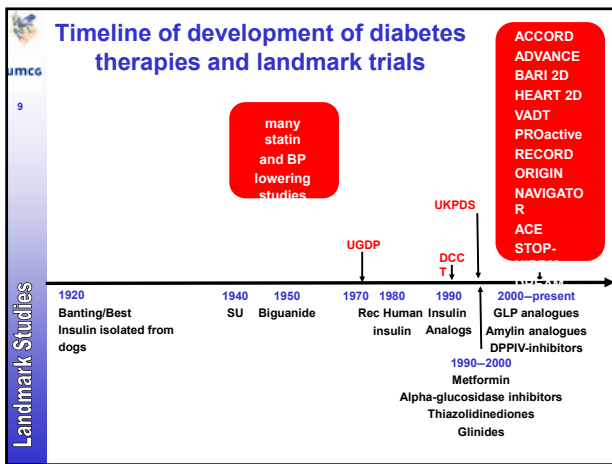 Timeline of development of diabetes
therapies and landmark trials
umcg
9
Landmark Studies
many
statin
and BP
lowering
studies
ACCORD
ADVANCE
BARI 2D
HEART 2D
VADT
PROactive
RECORD
ORIGIN
NAVIGATO
R
ACE
STOP-
UKPDS
UGDP
DCC
T
1920
Banting/Best
Insulin isolated from
dogs
1940
SU
1950
Biguanide
1970
1980
Rec Human
insulin
1990
Insulin
Analogs
2000–present
GLP analogues
Amylin analogues
DPPIV-inhibitors
1990–2000
Metformin
Alpha-glucosidase inhibitors
Thiazolidinediones
Glinides